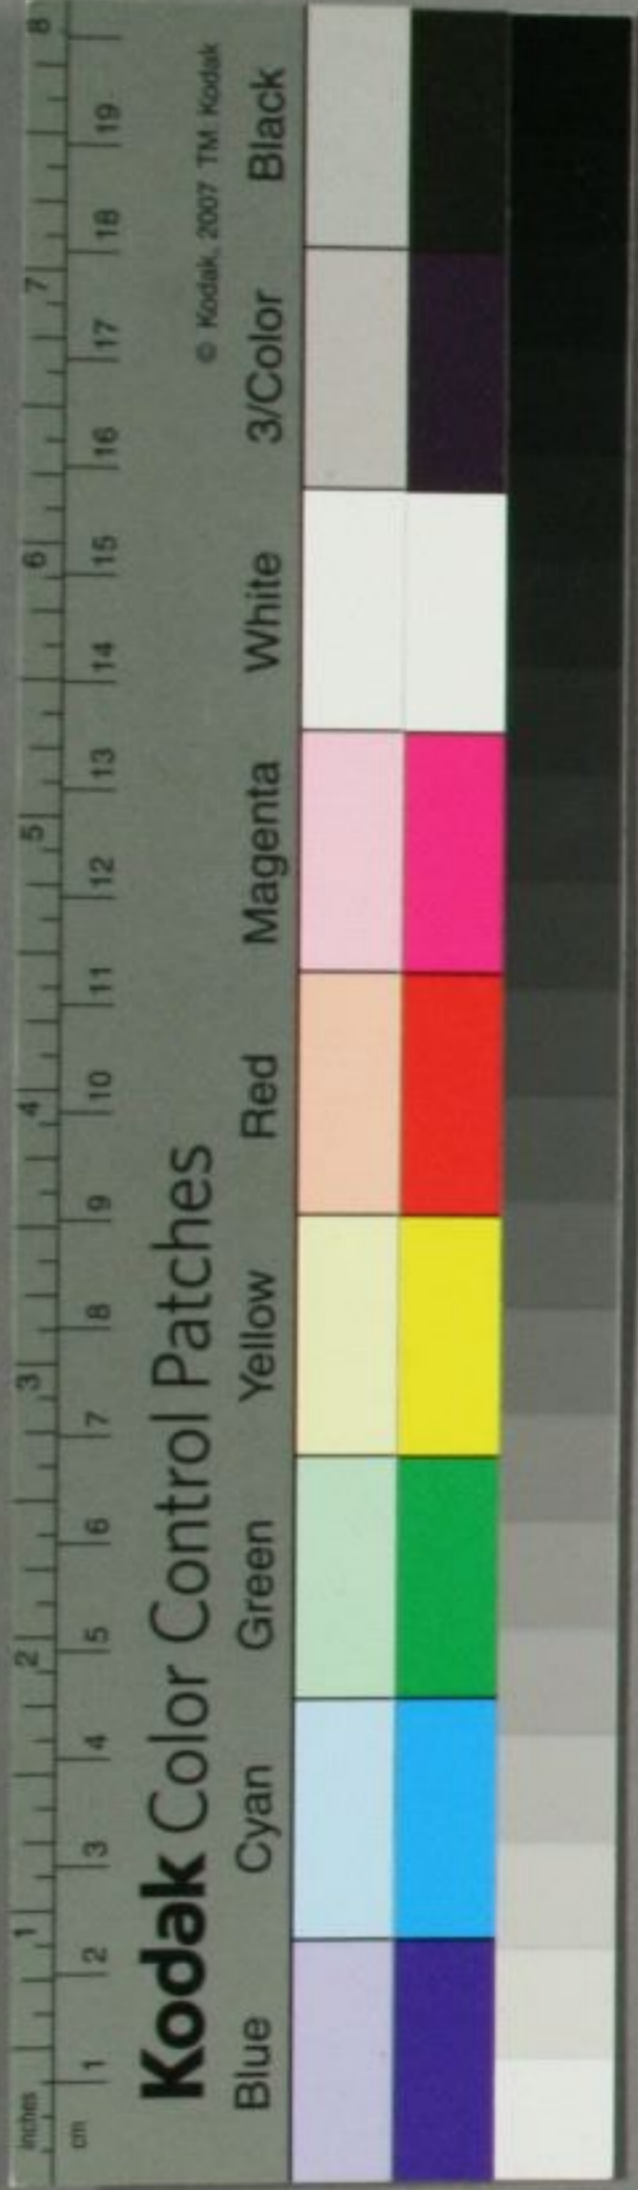 inches 1 2 3 4 5 6 7 8
cm 1 2 3 4 5 6 7 8 9 10 11 12 13 14 15 16 17 18 19
Kodak Color Control Patches © Kodak, 2007 TM Kodak
Blue Cyan Green Yellow Red Magenta White 3/Color Black